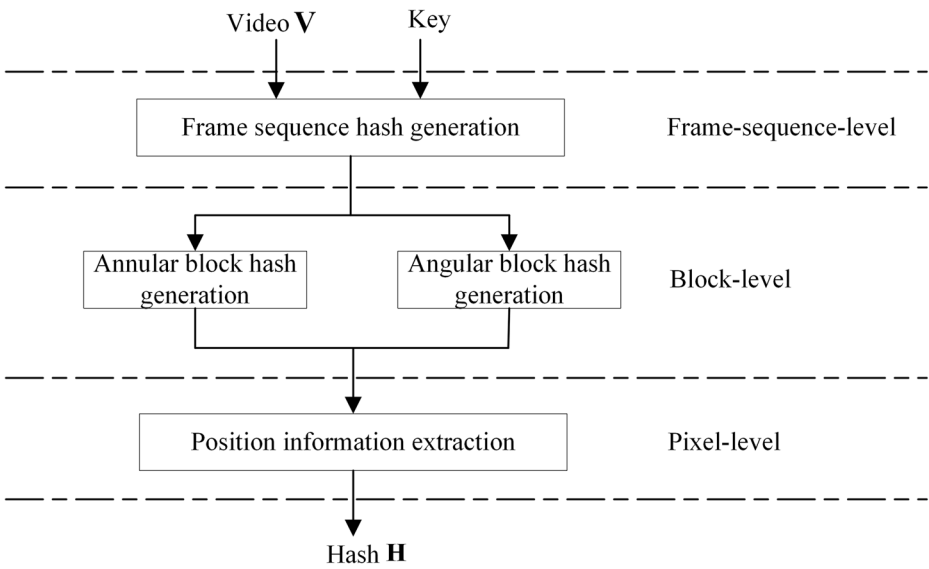 Video V
Key
Frame sequence hash generation
Frame-sequence-level
Annular block hash
generation
Angular block hash
generation
Block-level
Position information extraction
Pixel-level
Hash H